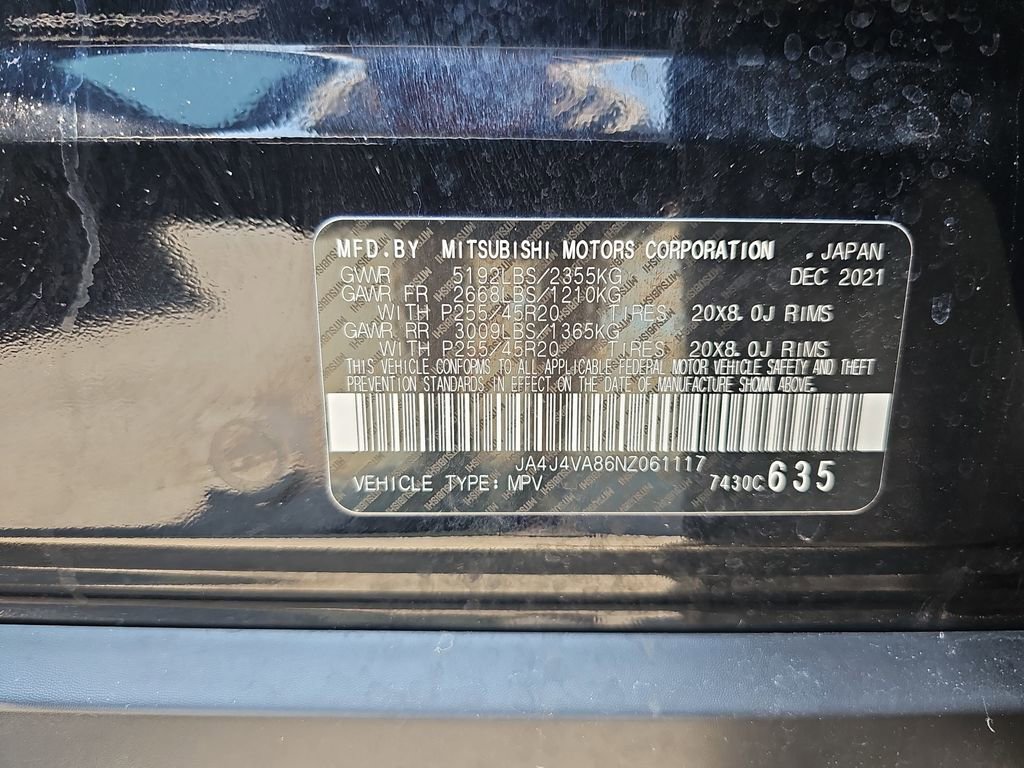 MFD.BY MITSUBISHI MOTORS CORPORATION , JAPAN
GVWR 5192LBS/2355KG DEC 2021
GAWR FR 2668LBS/1210KG
WITH P255/45R20 TIRES 20X8.0J RIMS
GAWR RR 3009LBS/1365KG
WITH P255/45R20 TIRES 20X8.0J RIMS
THIS VEHICLE CONFORMS TO ALL APPLICABLE FEDERAL MOTOR VEHICLE SAFETY AND THEFT
PREVENTION STANDARDS IN EFFECT ON THE DATE OF MANUFACTURE SHOWN ABOVE.
JA4J4VA86NZ061117
VEHICLE TYPE: MPV 7430C 635